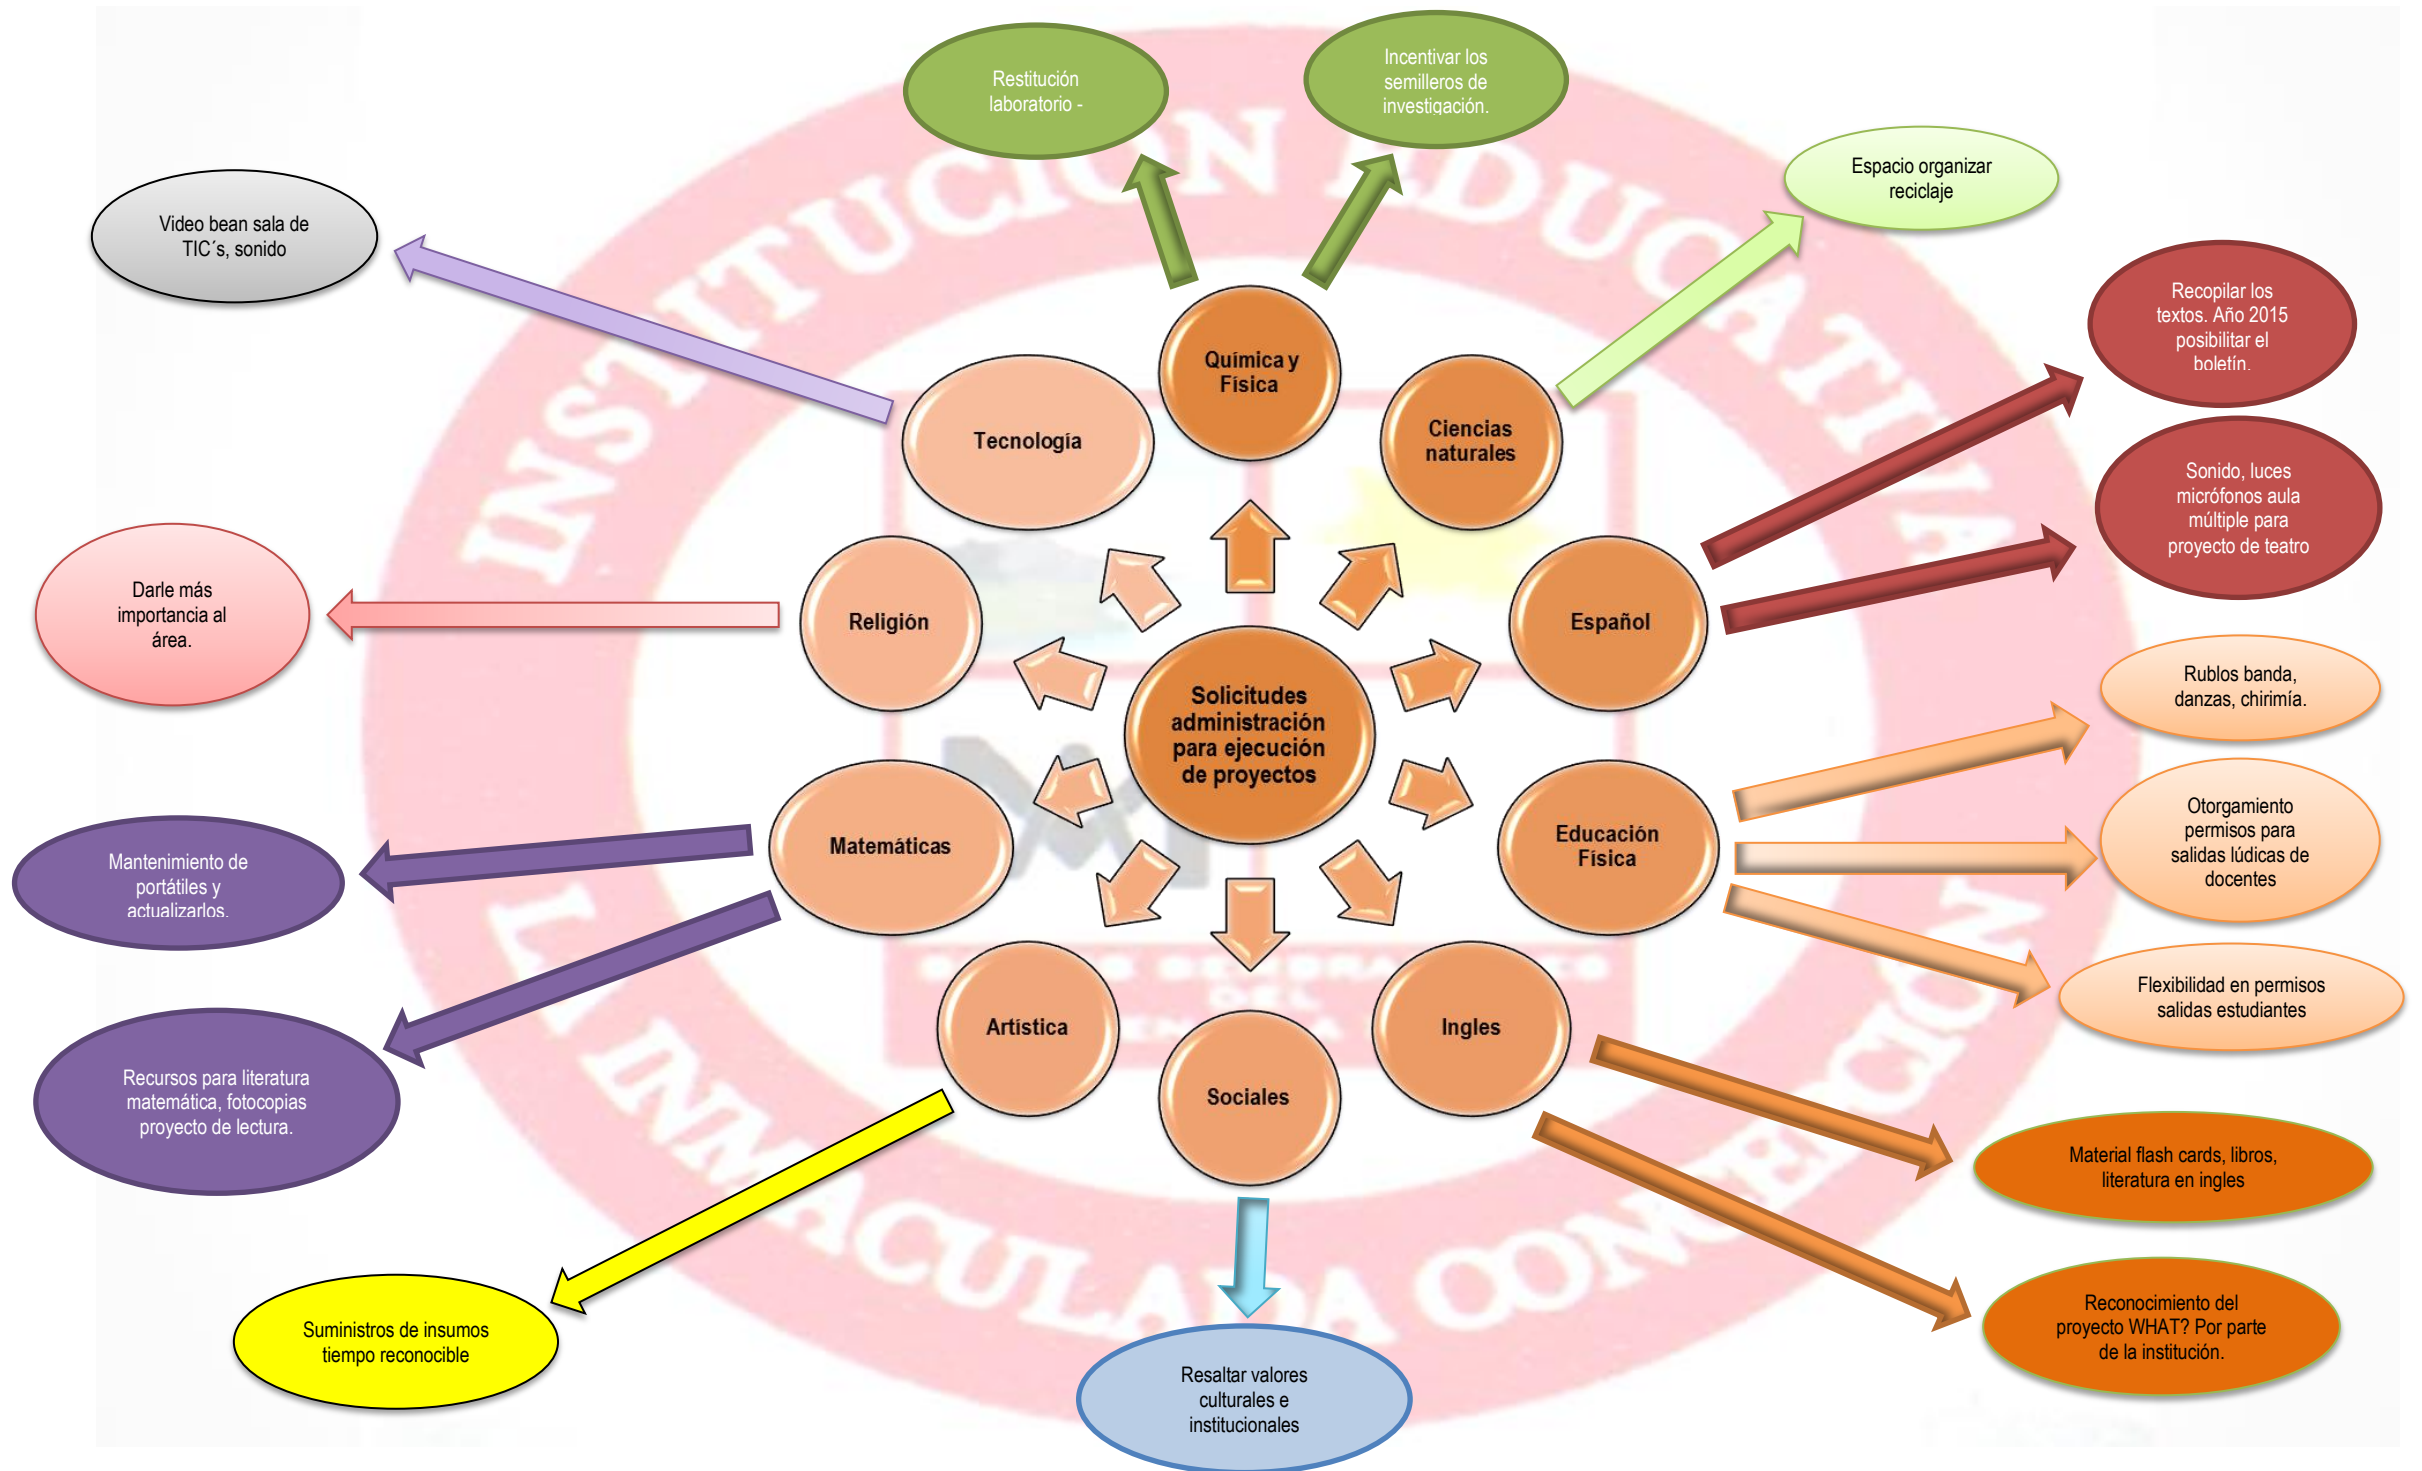 Restitución
laboratorio -
Incentivar los
semilleros de
investigación.
Espacio organizar
reciclaje
Video bean sala de
TIC´s, sonido
Recopilar los
textos. Año 2015
posibilitar el
boletín.
Química y
Física
Tecnología
Ciencias
naturales
Sonido, luces
micrófonos aula
múltiple para
proyecto de teatro
Darle más
importancia al
área.
Religión
Español
Rublos banda,
danzas, chirimía.
Solicitudes
administración
para ejecución
de proyectos
Otorgamiento
permisos para
salidas lúdicas de
docentes
Matemáticas
Educación
Física
Mantenimiento de
portátiles y
actualizarlos.
Flexibilidad en permisos
salidas estudiantes
Artística
Ingles
Sociales
Recursos para literatura
matemática, fotocopias
proyecto de lectura.
Material flash cards, libros,
literatura en ingles
Suministros de insumos
tiempo reconocible
Reconocimiento del
proyecto WHAT? Por parte
de la institución.
Resaltar valores
culturales e
institucionales
INSTITUCION EDUCATIVA
LA INMACULADA CONCEPCION